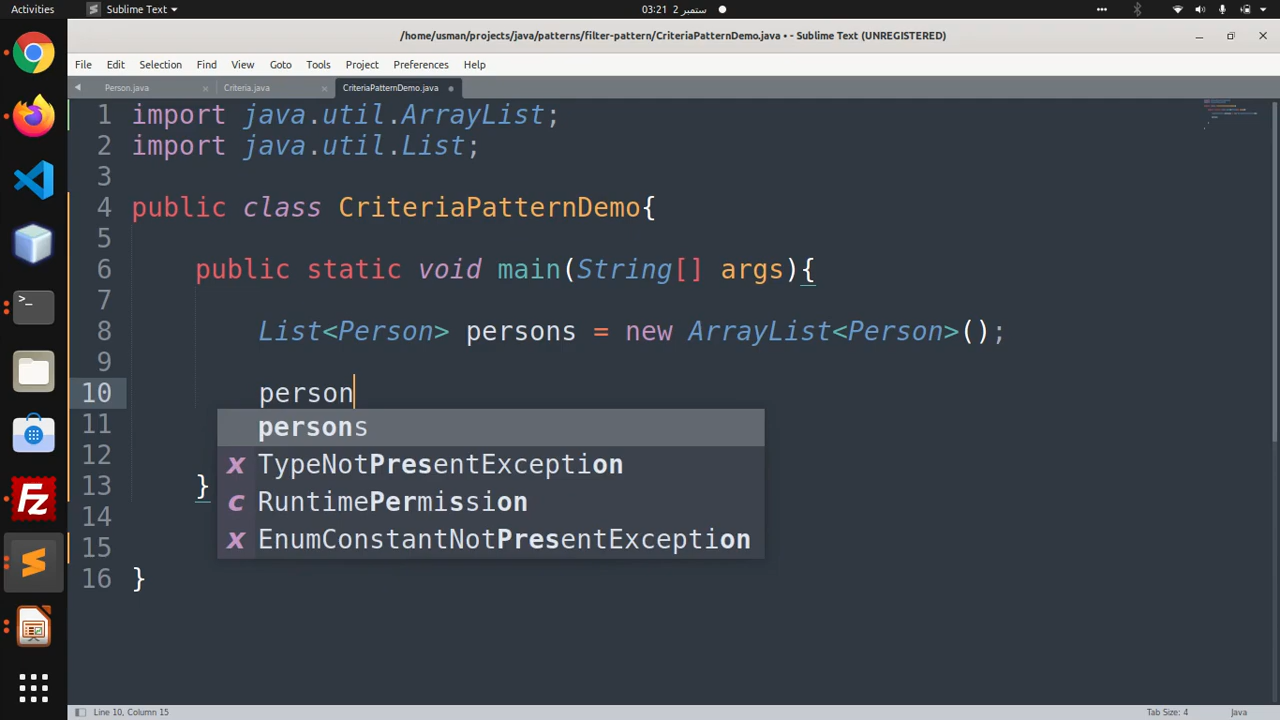 Activities Sublime Text 03:21 2 ستمبر
/home/usman/projects/java/patterns/filter-pattern/CriteriaPatternDemo.java • - Sublime Text (UNREGISTERED)
File Edit Selection Find View Goto Tools Project Preferences Help
Person.java × Criteria.java × CriteriaPatternDemo.java
1 import java.util.ArrayList;
2 import java.util.List;
3
4 public class CriteriaPatternDemo{
5
6 public static void main(String[] args){
7
8 List<Person> persons = new ArrayList<Person>();
9
10 person
11 persons
12 x TypeNotPresentException
13 } c RuntimePermission
14 x EnumConstantNotPresentException
15
16 }
Line 10, Column 15 Tab Size: 4 Java